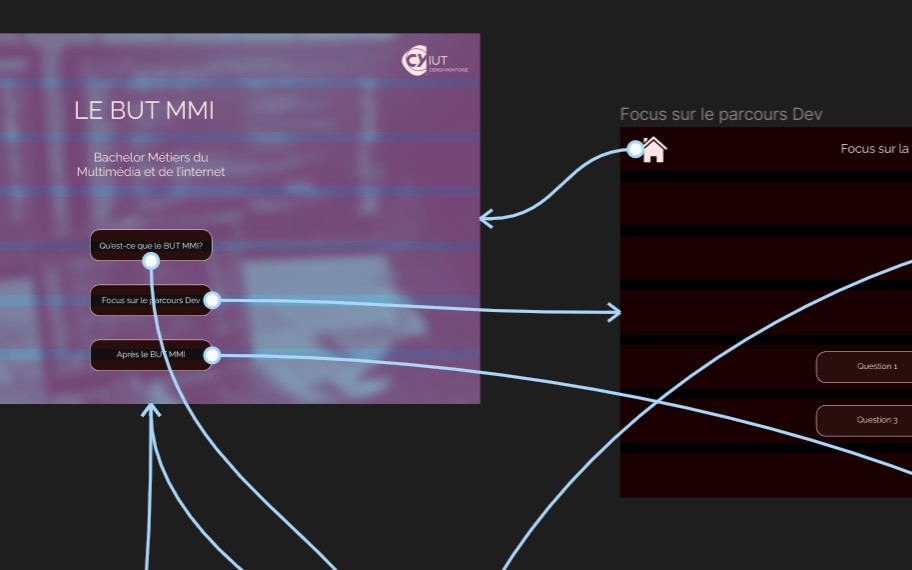 CY IUT
CERGY-PONTOISE
LE BUT MMI
Bachelor Métiers du
Multimédia et de l'internet
Qu'est-ce que le BUT MMI?
Focus sur le parcours Dev
Après le BUT MMI
Focus sur le parcours Dev
Focus sur la
Question 1
Question 3